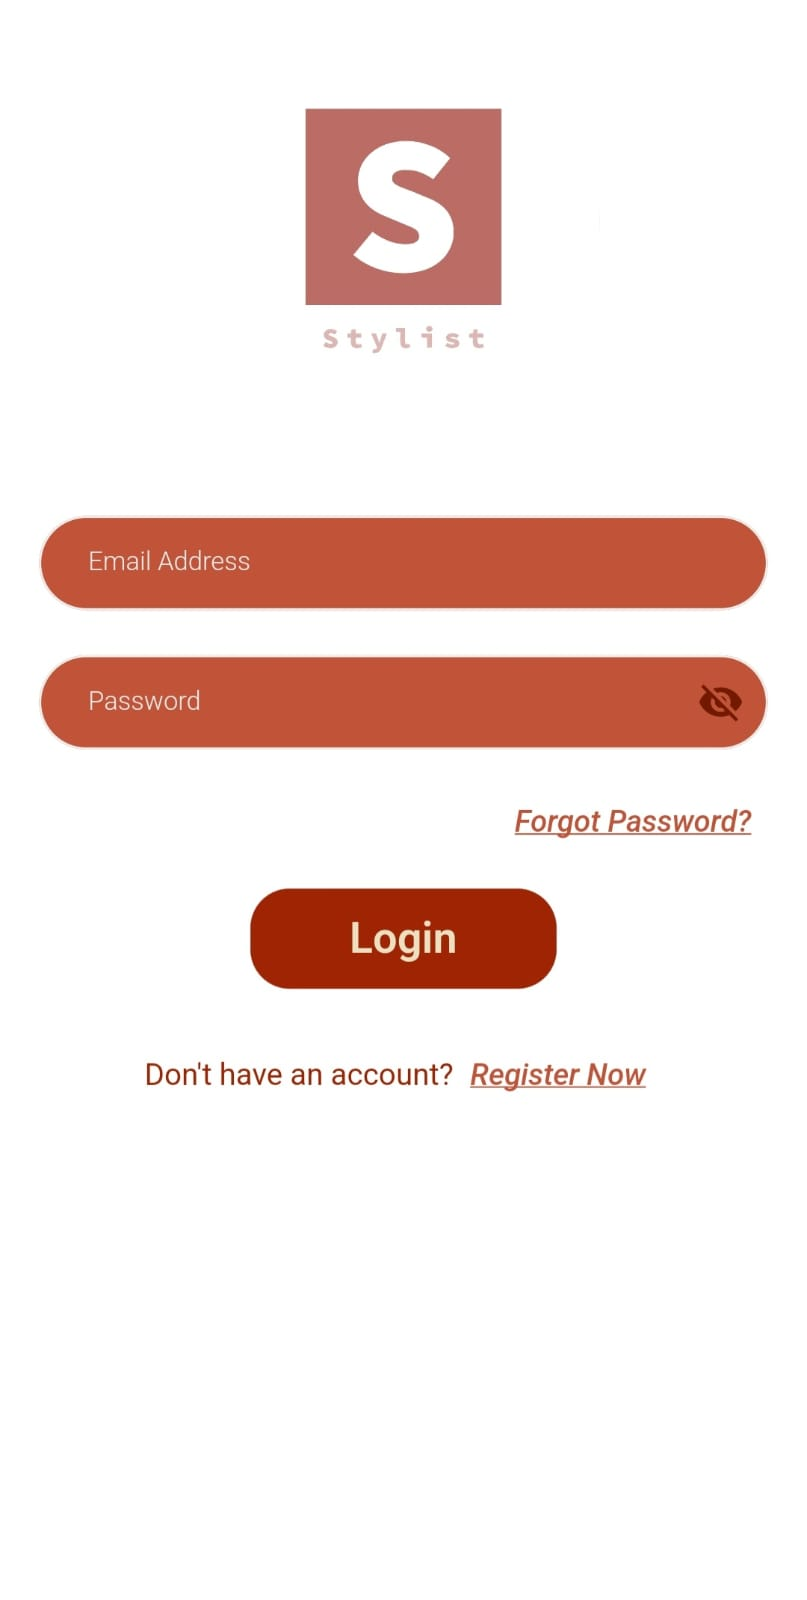 S
Stylist
Email Address
Password
Forgot Password?
Login
Don't have an account? Register Now